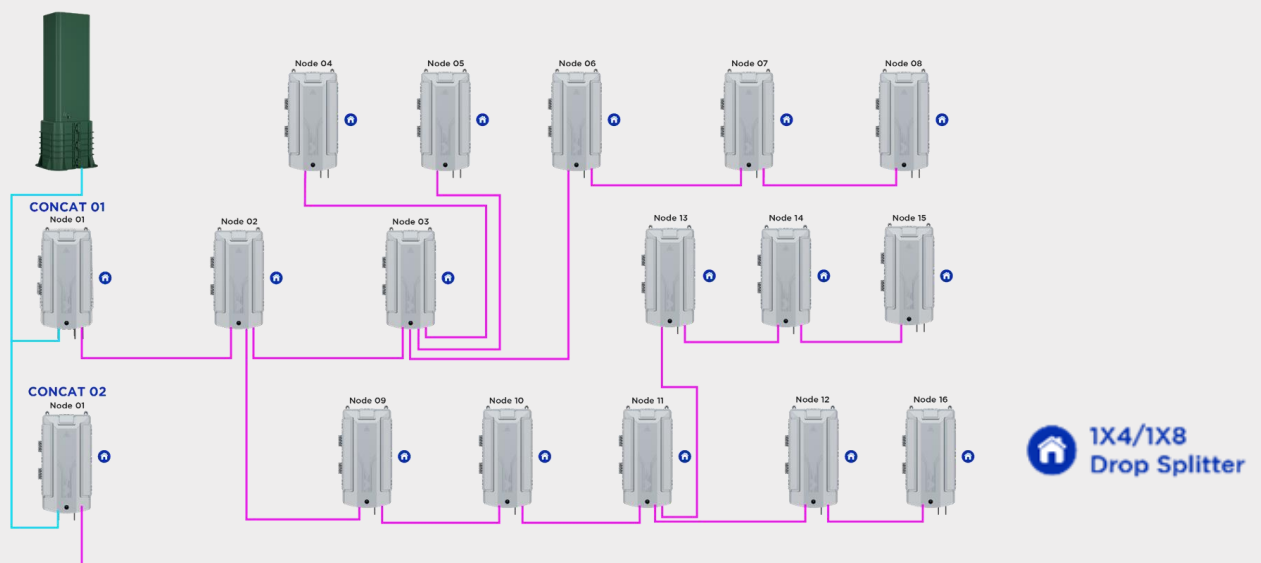 Node 04
Node 05
Node 06
Node 07
Node 08
CONCAT 01
Node 01
Node 02
Node 03
Node 13
Node 14
Node 15
CONCAT 02
Node 01
Node 09
Node 10
Node 11
Node 12
Node 16
1X4/1X8
Drop Splitter